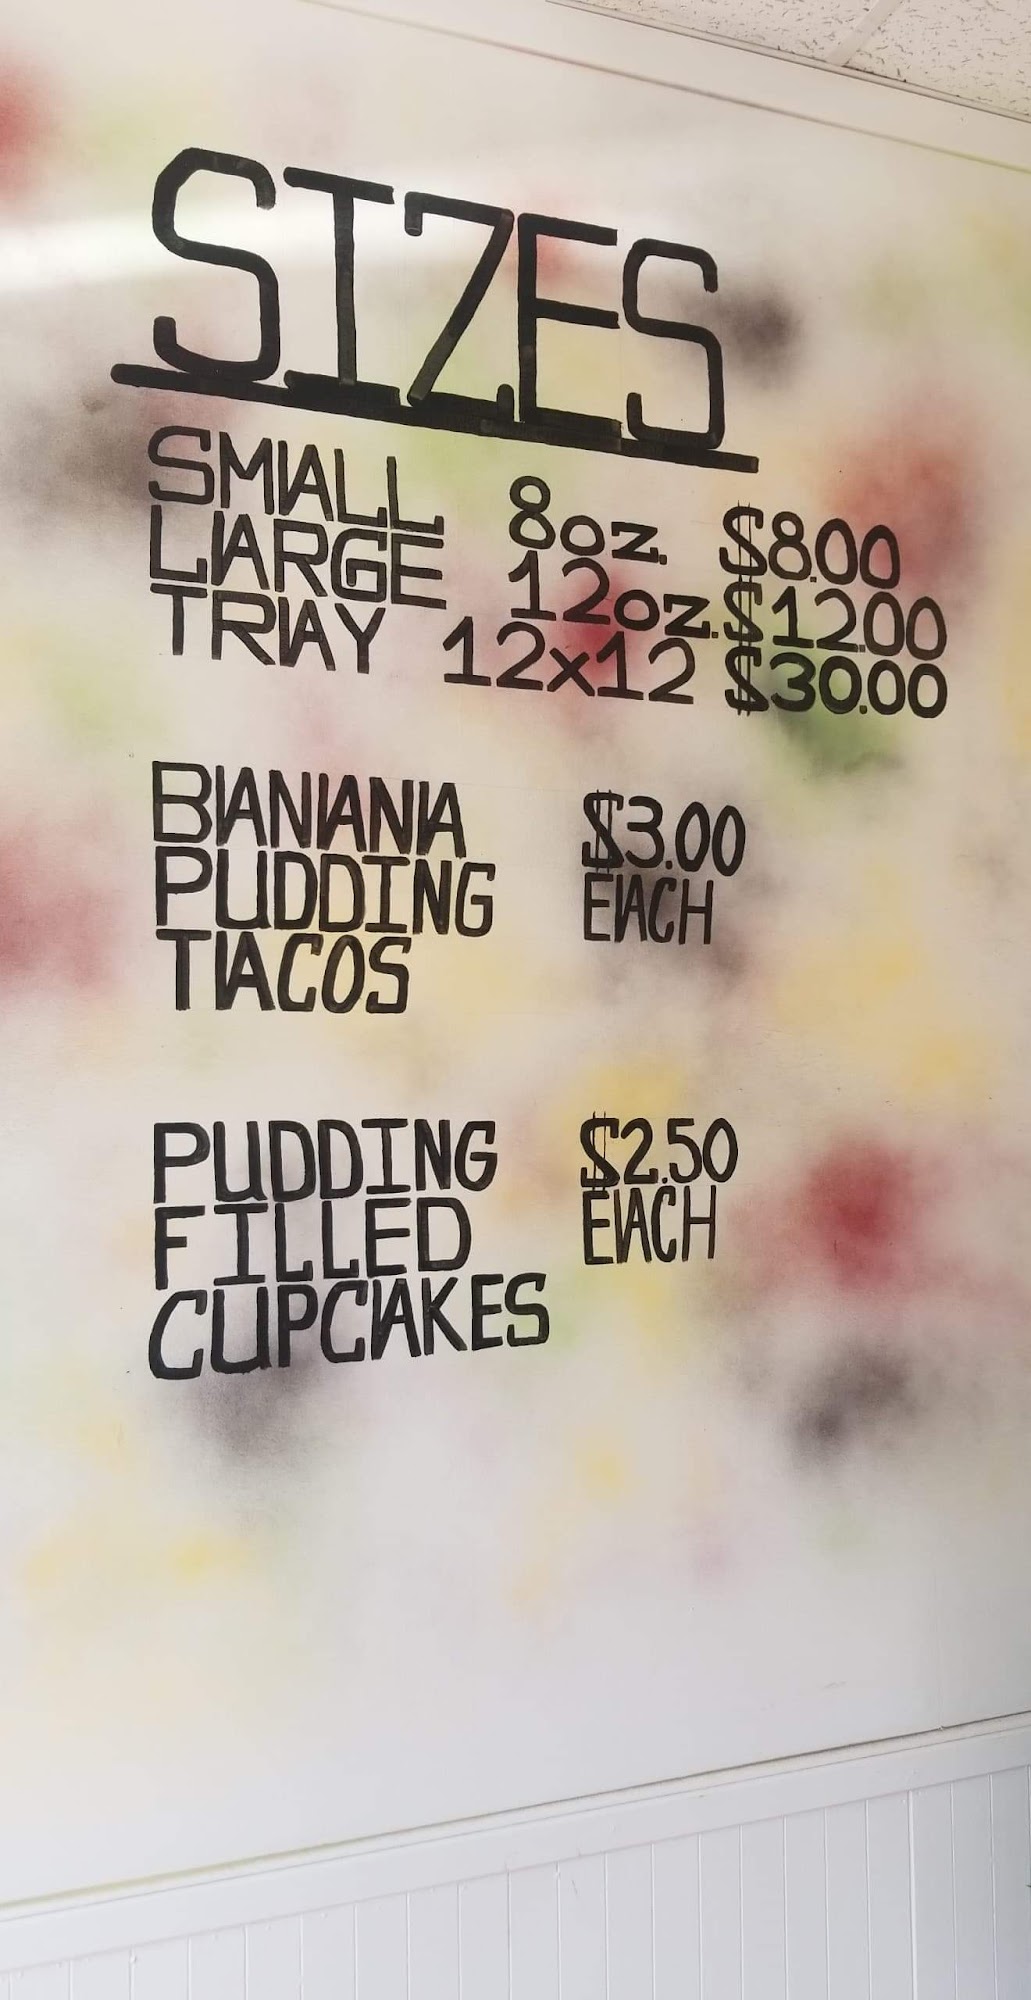 SIZES
SMALL 8oz. $8.00
LARGE 12oz. $12.00
TRAY 12x12 $30.00
BANANA $3.00
PUDDING EACH
TACOS
PUDDING $2.50
FILLED EACH
CUPCAKES